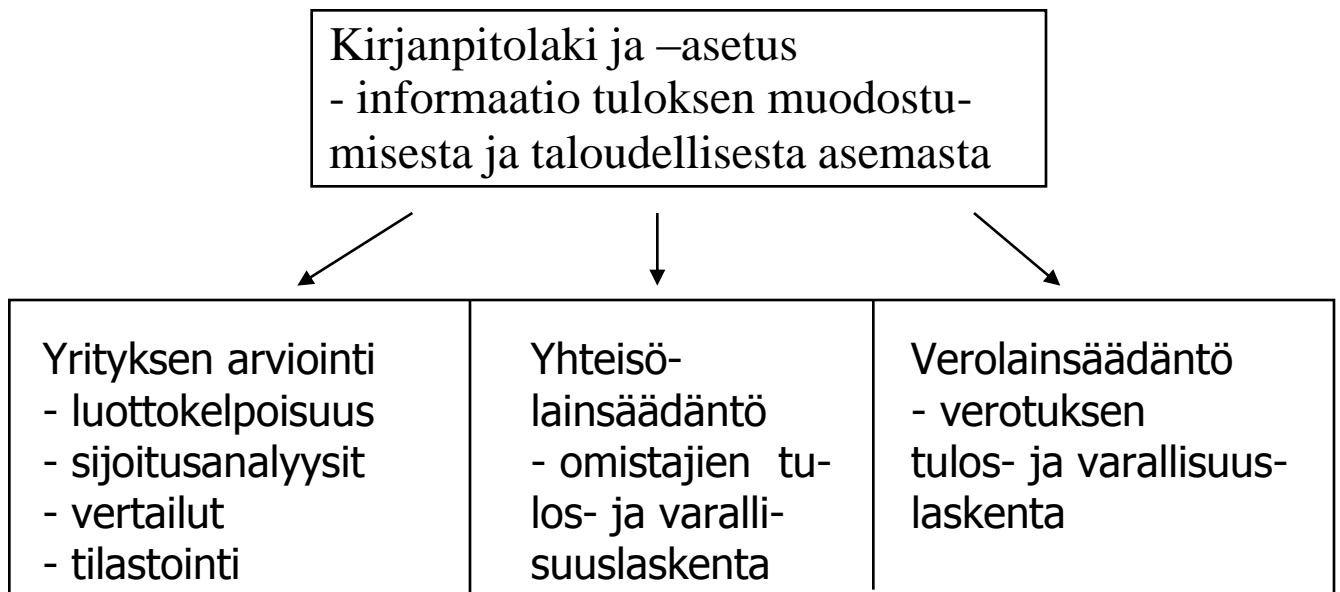 Kirjanpitolaki ja –asetus
- informaatio tuloksen muodostu-
misesta ja taloudellisesta asemasta
Yrityksen arviointi
- luottokelpoisuus
- sijoitusanalyysit
- vertailut
- tilastointi
Yhteisö-
lainsäädäntö
- omistajien tu-
los- ja varalli-
suuslaskenta
Verolainsäädäntö
- verotuksen
tulos- ja varallisuus-
laskenta